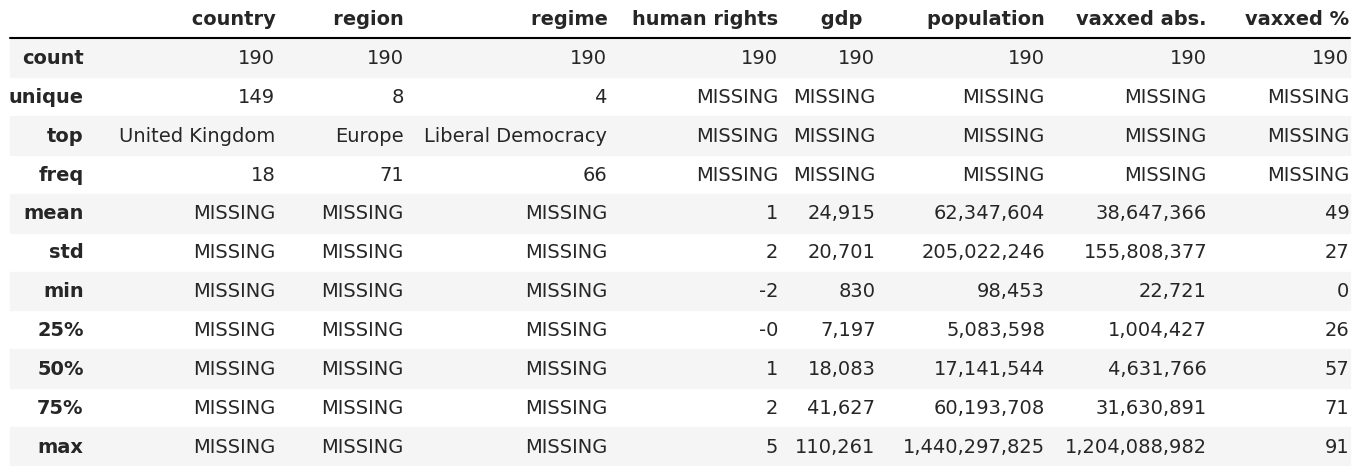 country region regime human rights gdp population vaxxed abs. vaxxed %
count 190 190 190 190 190 190 190 190
unique 149 8 4 MISSING MISSING MISSING MISSING MISSING
top United Kingdom Europe Liberal Democracy MISSING MISSING MISSING MISSING MISSING
freq 18 71 66 MISSING MISSING MISSING MISSING MISSING
mean MISSING MISSING MISSING 1 24,915 62,347,604 38,647,366 49
std MISSING MISSING MISSING 2 20,701 205,022,246 155,808,377 27
min MISSING MISSING MISSING -2 830 98,453 22,721 0
25% MISSING MISSING MISSING -0 7,197 5,083,598 1,004,427 26
50% MISSING MISSING MISSING 1 18,083 17,141,544 4,631,766 57
75% MISSING MISSING MISSING 2 41,627 60,193,708 31,630,891 71
max MISSING MISSING MISSING 5 110,261 1,440,297,825 1,204,088,982 91